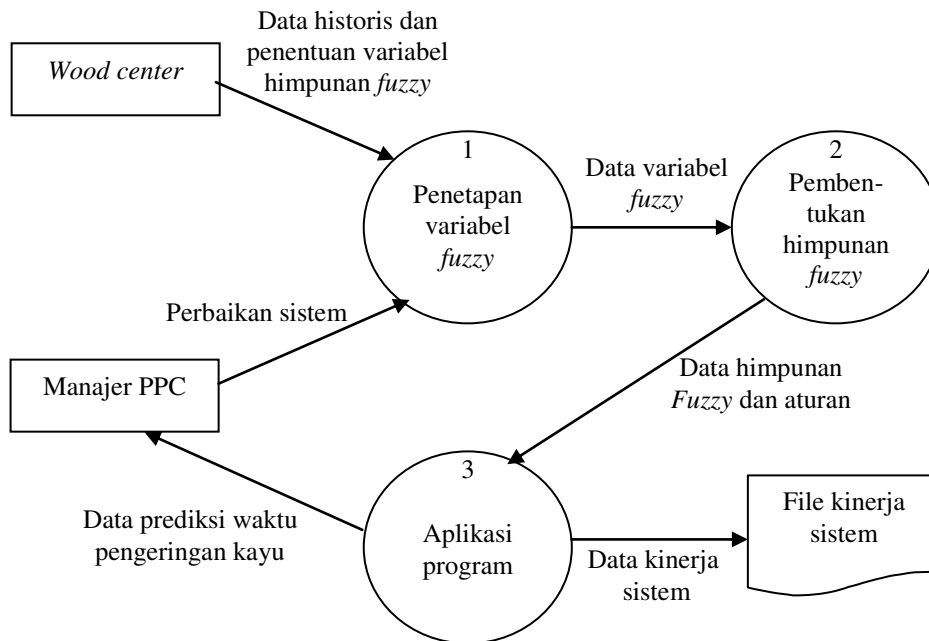 Data historis dan
penentuan variabel
himpunan fuzzy
Wood center
1
Penetapan
variabel
fuzzy
Data variabel
fuzzy
2
Pemben-
tukan
himpunan
fuzzy
Perbaikan sistem
Manajer PPC
Data himpunan
Fuzzy dan aturan
3
Aplikasi
program
Data prediksi waktu
pengeringan kayu
Data kinerja
sistem
File kinerja
sistem